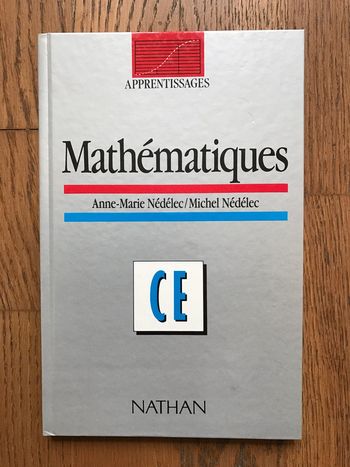 APPRENTISSAGES
Mathématiques
Anne-Marie Nédélec/Michel Nédélec
CE
NATHAN